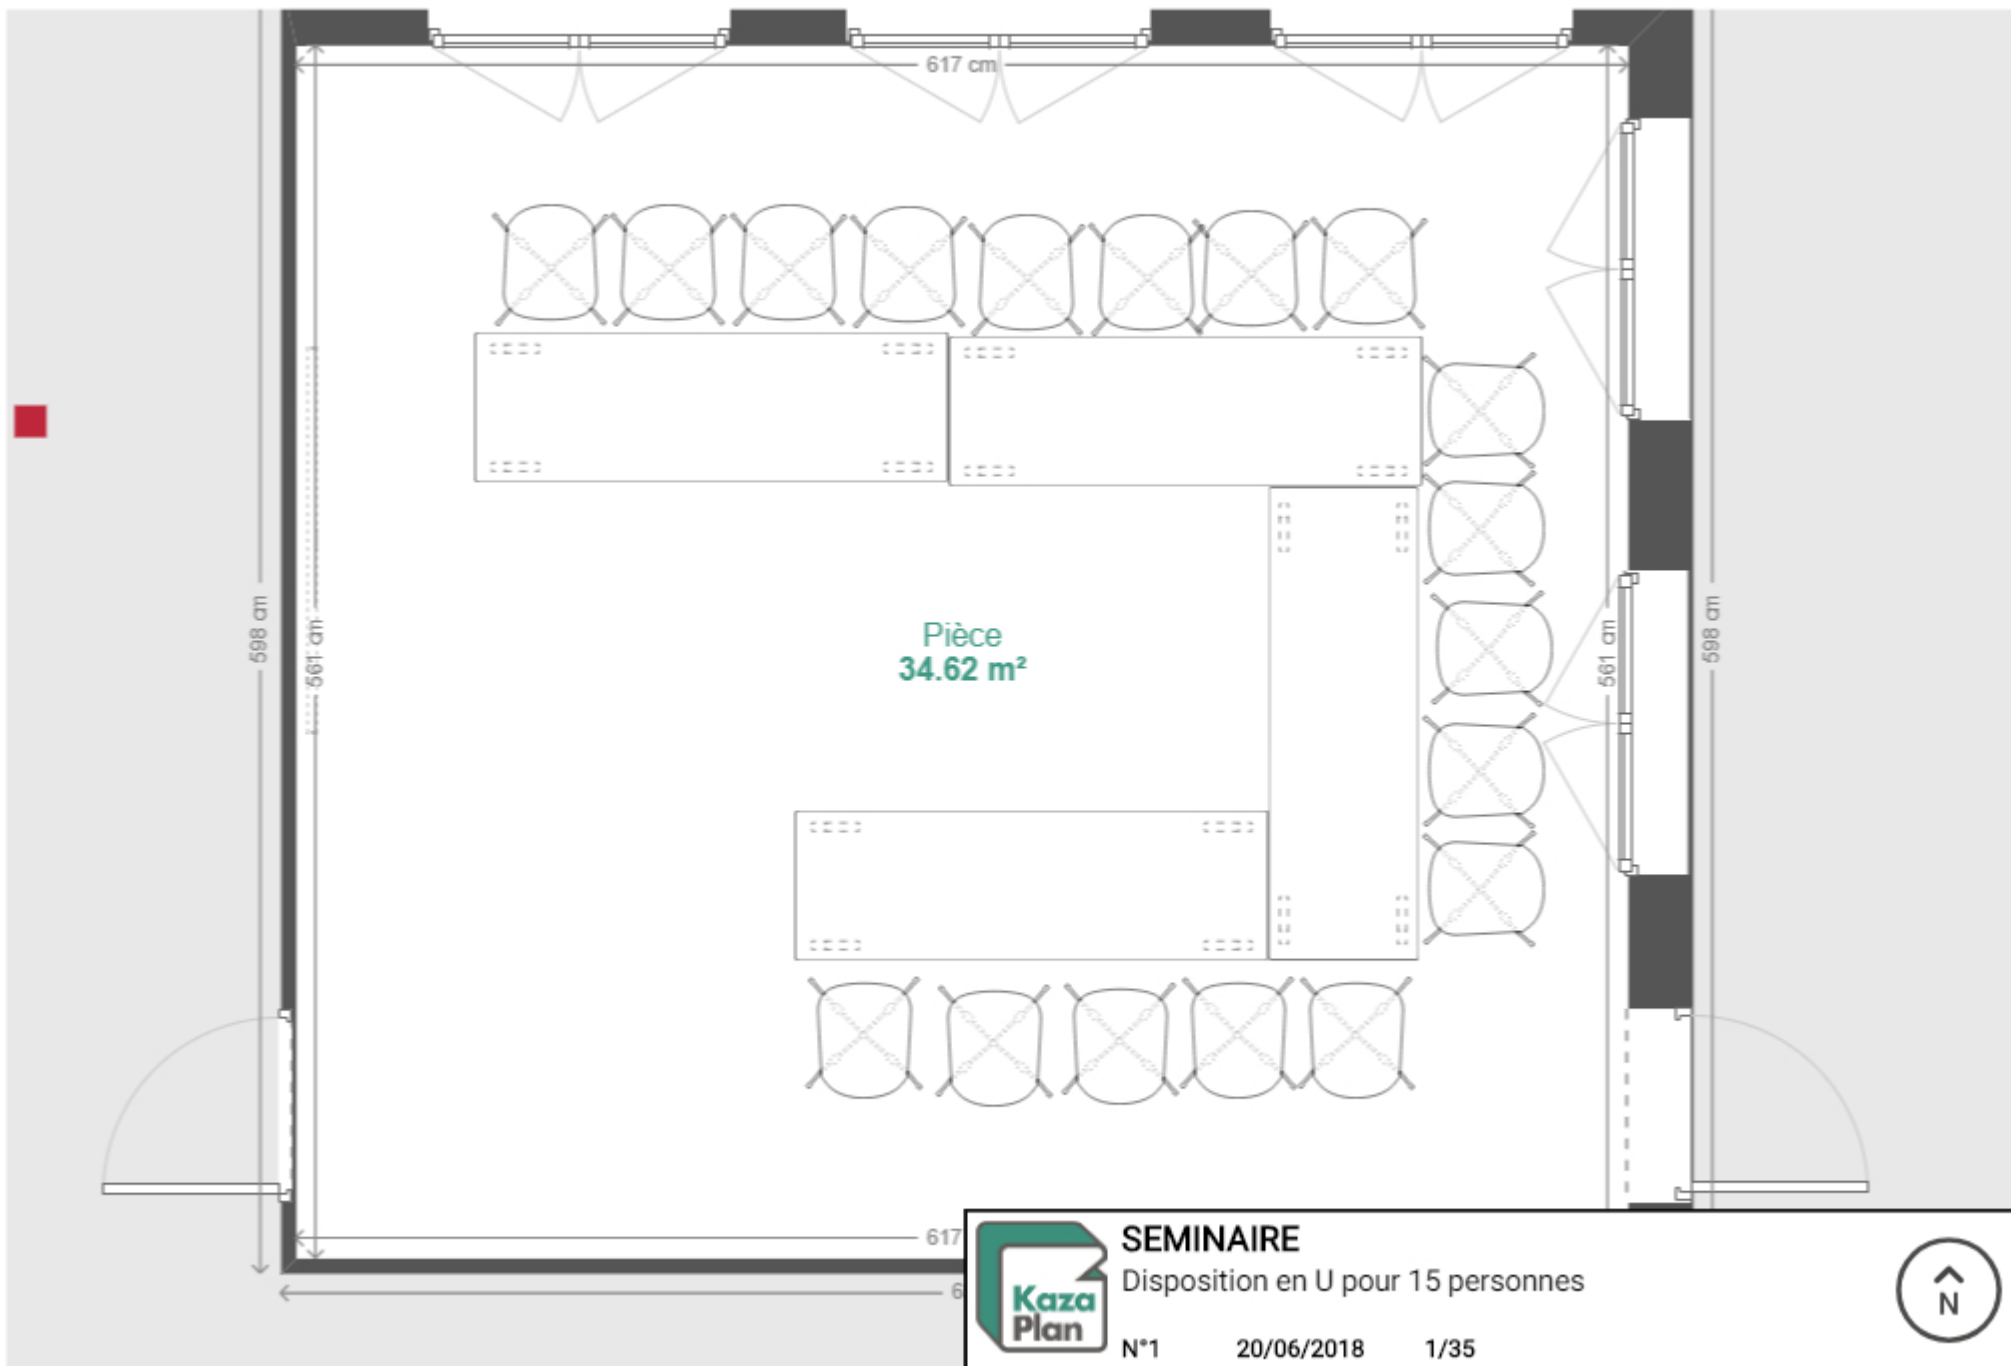 617 cm
598 cm
561 cm
561 cm
598 cm
Pièce
34.62 m²
617
6
SEMINAIRE
Disposition en U pour 15 personnes
Kaza
Plan
N°1 20/06/2018 1/35
N